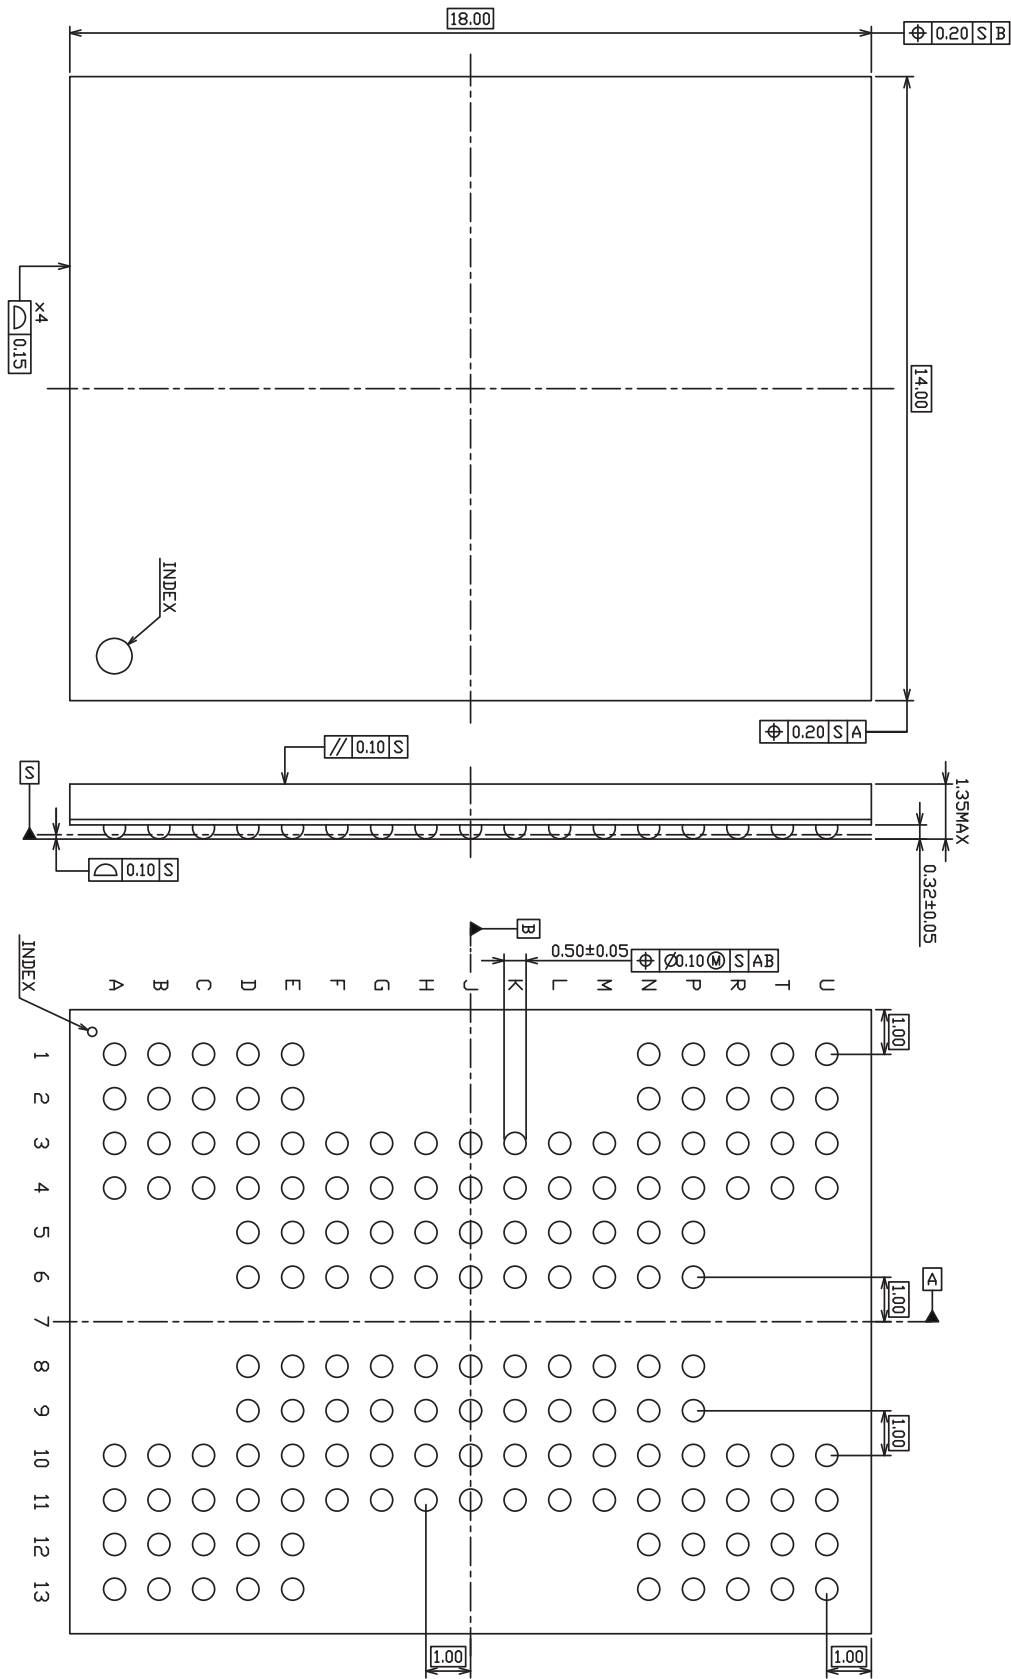 18.00
⌖ 0.20 S B
14.00
×4
⌓ 0.15
INDEX
⌖ 0.20 S A
// 0.10 S
S
1.35MAX
0.32±0.05
⌓ 0.10 S
B
0.50±0.05
⌖ Ø0.10 Ⓜ S AB
INDEX
A B C D E F G H J K L M N P R T U
1.00
1
2
3
4
5
6
1.00
A
7
8
9
1.00
10
11
12
13
1.00
1.00